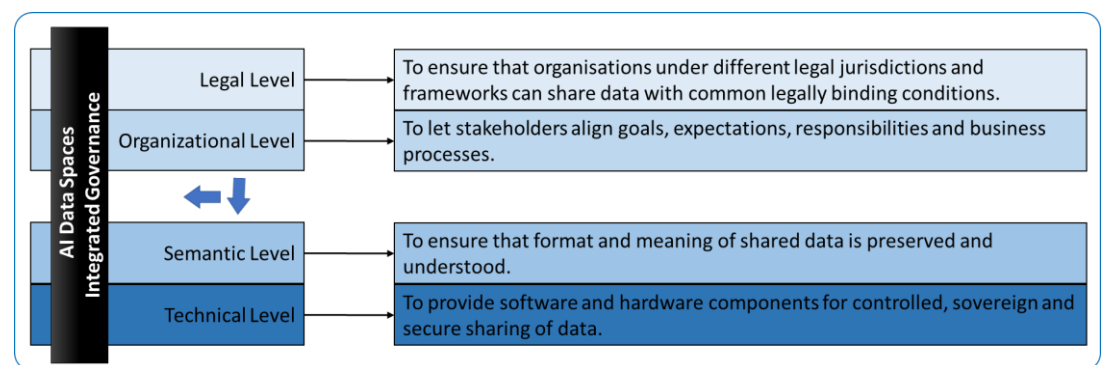 AI Data Spaces
Integrated Governance
Legal Level
To ensure that organisations under different legal jurisdictions and
frameworks can share data with common legally binding conditions.
Organizational Level
To let stakeholders align goals, expectations, responsibilities and business
processes.
Semantic Level
To ensure that format and meaning of shared data is preserved and
understood.
Technical Level
To provide software and hardware components for controlled, sovereign and
secure sharing of data.